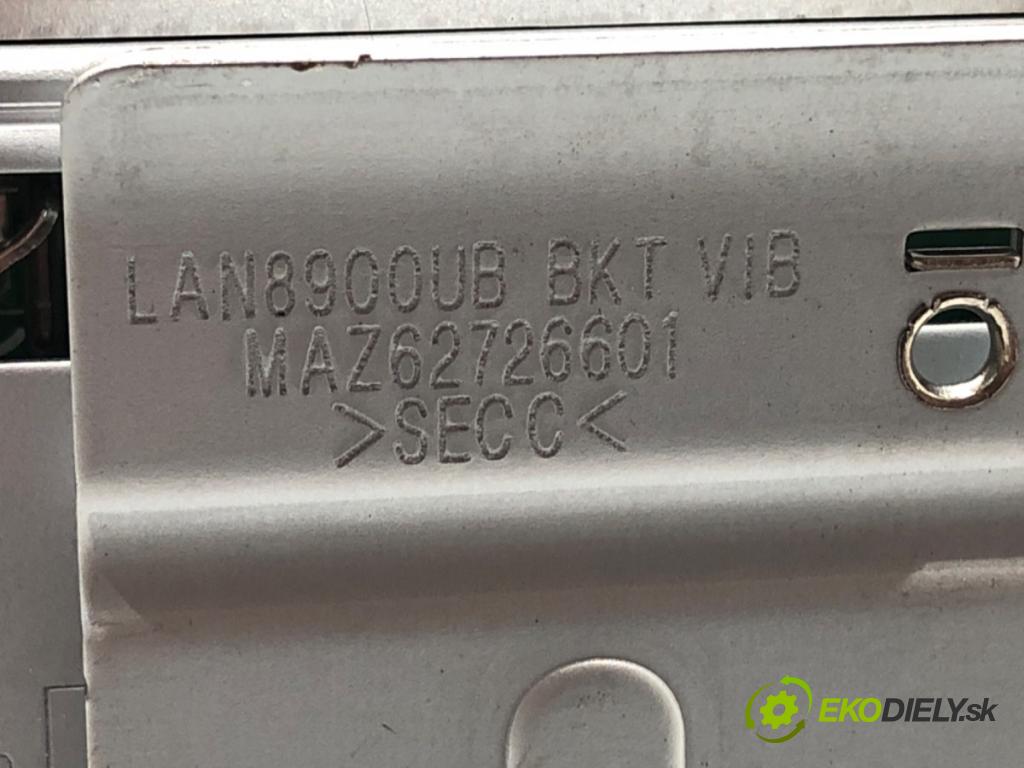 LAN8900UB BKT VIB
MAZ62726601
>SECC<
EKODIELY.sk